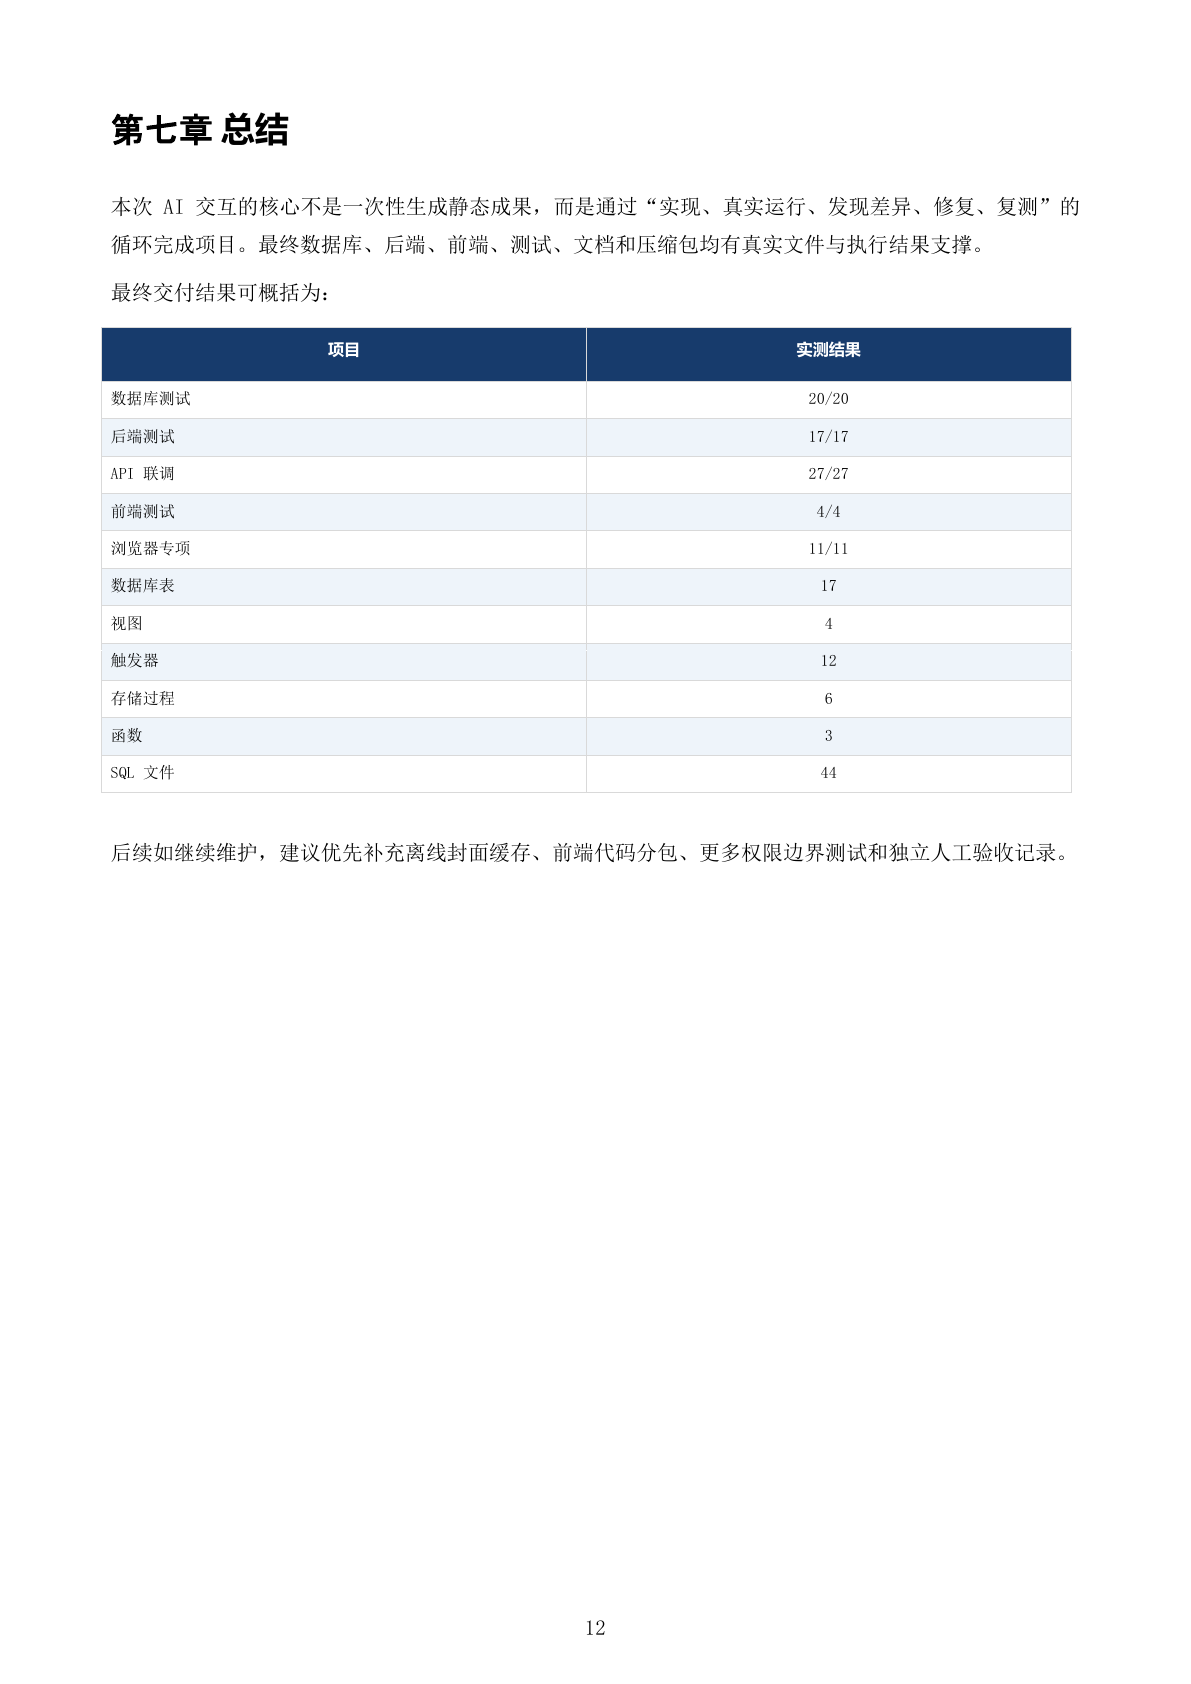 第七章 总结
本次 AI 交互的核心不是一次性生成静态成果，而是通过“实现、真实运行、发现差异、修复、复测”的
循环完成项目。最终数据库、后端、前端、测试、文档和压缩包均有真实文件与执行结果支撑。
最终交付结果可概括为：
项目 实测结果
数据库测试 20/20
后端测试 17/17
API 联调 27/27
前端测试 4/4
浏览器专项 11/11
数据库表 17
视图 4
触发器 12
存储过程 6
函数 3
SQL 文件 44
后续如继续维护，建议优先补充离线封面缓存、前端代码分包、更多权限边界测试和独立人工验收记录。
12